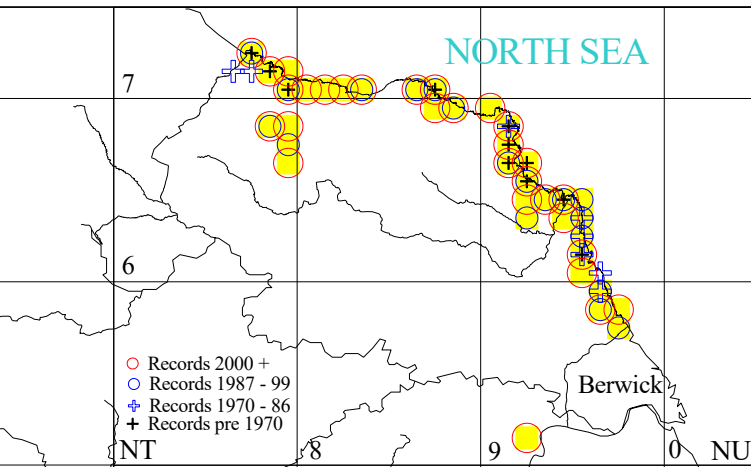 NORTH SEA
7
6
Records 2000 +
Records 1987 - 99
Records 1970 - 86
Records pre 1970
Berwick
NT 8 9 0 NU